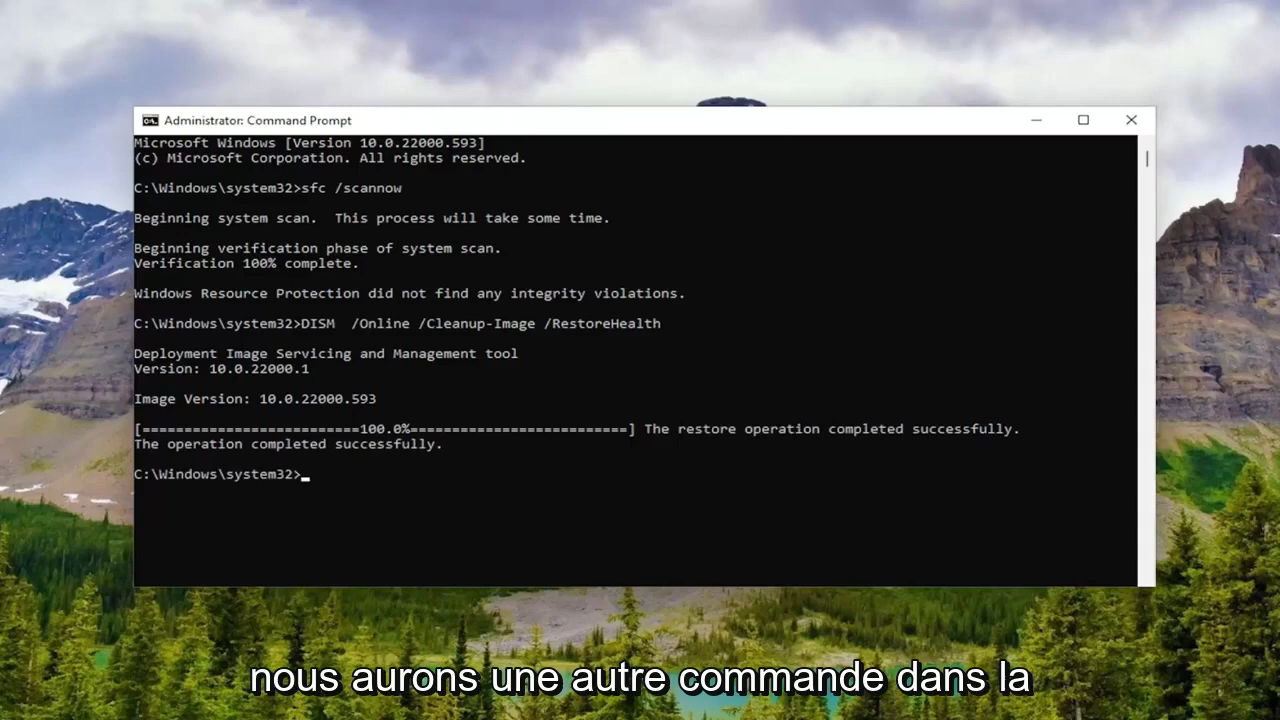 Administrator: Command Prompt
Microsoft Windows [Version 10.0.22000.593]
(c) Microsoft Corporation. All rights reserved.
C:\Windows\system32>sfc /scannow
Beginning system scan.  This process will take some time.
Beginning verification phase of system scan.
Verification 100% complete.
Windows Resource Protection did not find any integrity violations.
C:\Windows\system32>DISM  /Online /Cleanup-Image /RestoreHealth
Deployment Image Servicing and Management tool
Version: 10.0.22000.1
Image Version: 10.0.22000.593
[==========================100.0%==========================] The restore operation completed successfully.
The operation completed successfully.
C:\Windows\system32>
nous aurons une autre commande dans la